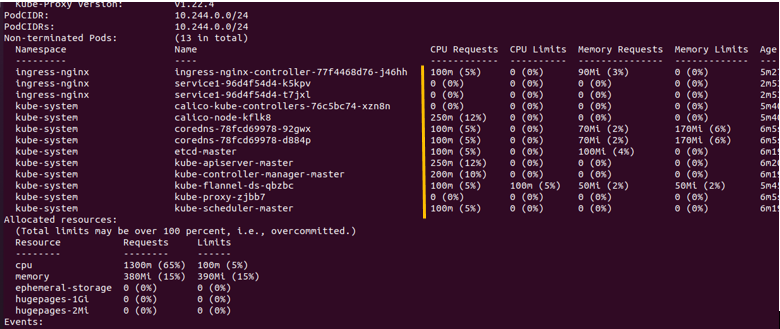 Kube-Proxy Version: v1.22.4
PodCIDR: 10.244.0.0/24
PodCIDRs: 10.244.0.0/24
Non-terminated Pods: (13 in total)
Namespace Name CPU Requests CPU Limits Memory Requests Memory Limits Age
--------- ---- ------------ ---------- --------------- ------------- ---
ingress-nginx ingress-nginx-controller-77f4468d76-j46hh 100m (5%) 0 (0%) 90Mi (3%) 0 (0%) 5m2
ingress-nginx service1-96d4f54d4-k5kpv 0 (0%) 0 (0%) 0 (0%) 0 (0%) 2m5
ingress-nginx service1-96d4f54d4-t7jxl 0 (0%) 0 (0%) 0 (0%) 0 (0%) 2m5
kube-system calico-kube-controllers-76c5bc74-xzn8n 0 (0%) 0 (0%) 0 (0%) 0 (0%) 5m4
kube-system calico-node-kflk8 250m (12%) 0 (0%) 0 (0%) 0 (0%) 5m4
kube-system coredns-78fcd69978-92gwx 100m (5%) 0 (0%) 70Mi (2%) 170Mi (6%) 6m5
kube-system coredns-78fcd69978-d884p 100m (5%) 0 (0%) 70Mi (2%) 170Mi (6%) 6m5
kube-system etcd-master 100m (5%) 0 (0%) 100Mi (4%) 0 (0%) 6m1
kube-system kube-apiserver-master 250m (12%) 0 (0%) 0 (0%) 0 (0%) 6m2
kube-system kube-controller-manager-master 200m (10%) 0 (0%) 0 (0%) 0 (0%) 6m1
kube-system kube-flannel-ds-qbzbc 100m (5%) 100m (5%) 50Mi (2%) 50Mi (2%) 5m4
kube-system kube-proxy-zjbb7 0 (0%) 0 (0%) 0 (0%) 0 (0%) 6m5
kube-system kube-scheduler-master 100m (5%) 0 (0%) 0 (0%) 0 (0%) 6m1
Allocated resources:
(Total limits may be over 100 percent, i.e., overcommitted.)
Resource Requests Limits
-------- -------- ------
cpu 1300m (65%) 100m (5%)
memory 380Mi (15%) 390Mi (15%)
ephemeral-storage 0 (0%) 0 (0%)
hugepages-1Gi 0 (0%) 0 (0%)
hugepages-2Mi 0 (0%) 0 (0%)
Events: